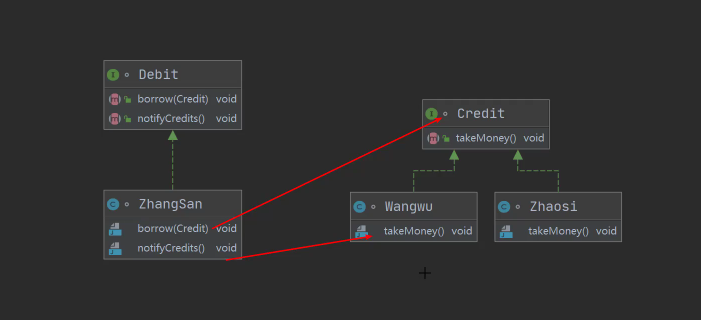 Debit
borrow(Credit) void
notifyCredits() void
Credit
takeMoney() void
ZhangSan
borrow(Credit) void
notifyCredits() void
Wangwu
takeMoney() void
Zhaosi
takeMoney() void